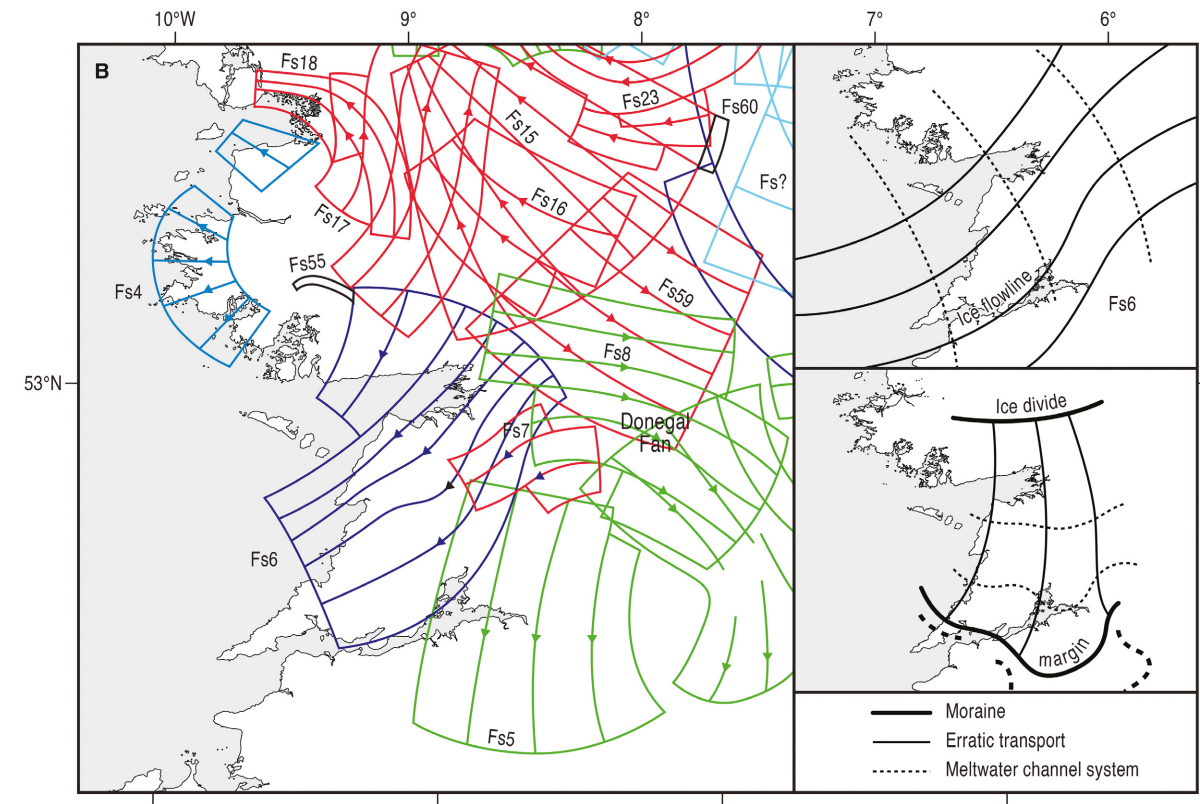 10°W
9°
8°
7°
6°
B
Fs18
Fs23
Fs60
Fs15
Fs?
Fs16
Fs17
Fs55
Fs4
Fs59
Ice flowline
Fs6
Fs8
53°N
Donegal
Fan
Fs7
Ice divide
Fs6
margin
Fs5
Moraine
Erratic transport
Meltwater channel system